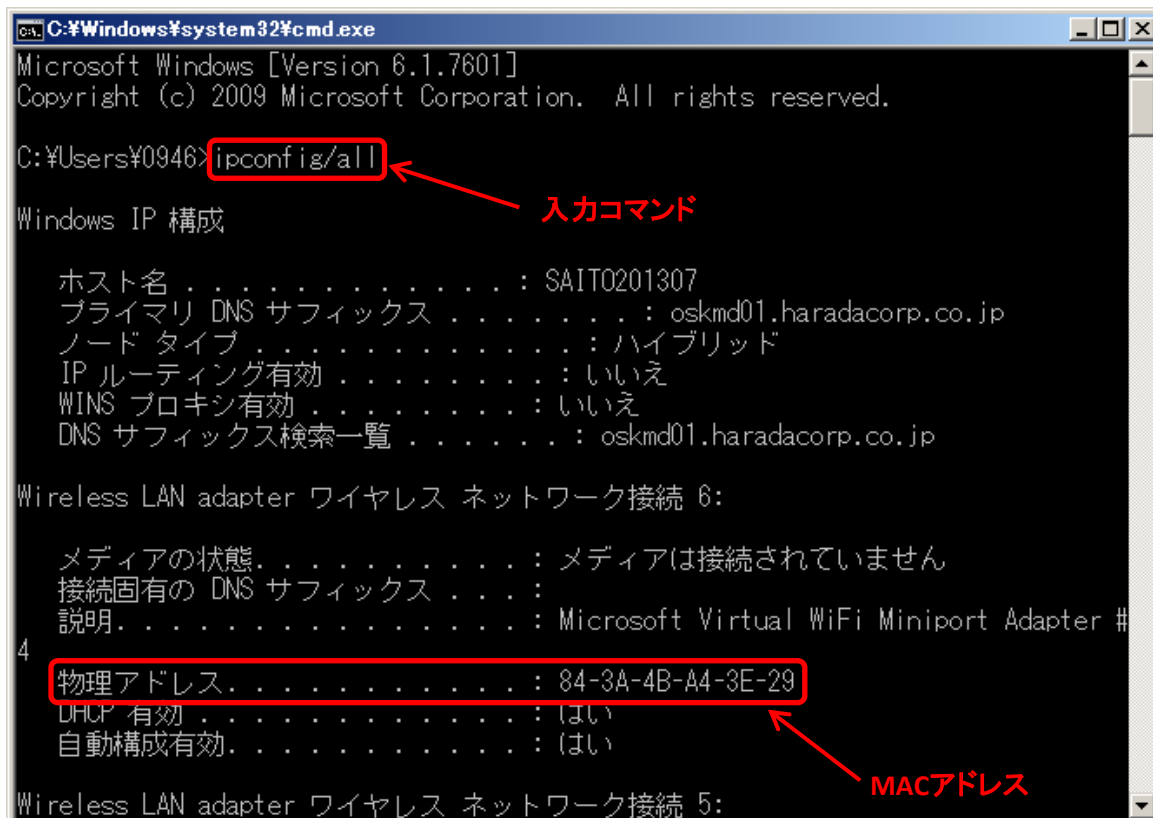 C:¥Windows¥system32¥cmd.exe
Microsoft Windows [Version 6.1.7601]
Copyright (c) 2009 Microsoft Corporation.  All rights reserved.
C:¥Users¥0946>ipconfig/all
入力コマンド
Windows IP 構成
ホスト名 . . . . . . . . . . . . : SAITO201307
プライマリ DNS サフィックス . . . . . . . : oskmd01.haradacorp.co.jp
ノード タイプ . . . . . . . . . . . . : ハイブリッド
IP ルーティング有効 . . . . . . . . : いいえ
WINS プロキシ有効 . . . . . . . . : いいえ
DNS サフィックス検索一覧 . . . . . . : oskmd01.haradacorp.co.jp
Wireless LAN adapter ワイヤレス ネットワーク接続 6:
メディアの状態. . . . . . . . . . . : メディアは接続されていません
接続固有の DNS サフィックス . . . :
説明. . . . . . . . . . . . . . . . : Microsoft Virtual WiFi Miniport Adapter #
4
物理アドレス. . . . . . . . . . . . : 84-3A-4B-A4-3E-29
DHCP 有効 . . . . . . . . . . . . : はい
自動構成有効. . . . . . . . . . . . : はい
MACアドレス
Wireless LAN adapter ワイヤレス ネットワーク接続 5: